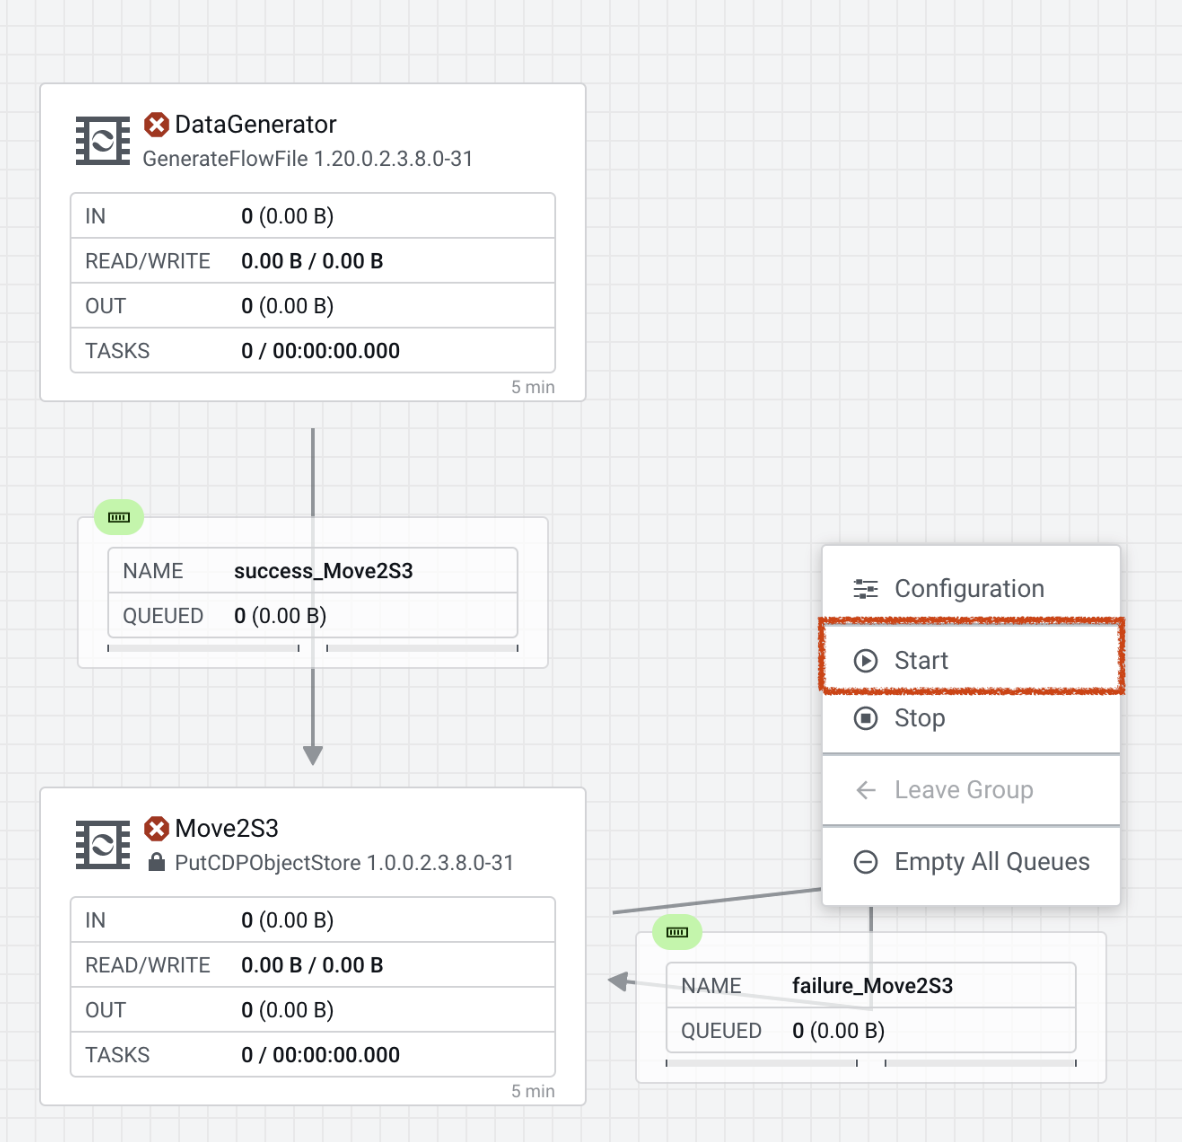 DataGenerator
GenerateFlowFile 1.20.0.2.3.8.0-31
IN 0 (0.00 B)
READ/WRITE 0.00 B / 0.00 B
OUT 0 (0.00 B)
TASKS 0 / 00:00:00.000
5 min
NAME success_Move2S3
QUEUED 0 (0.00 B)
Configuration
Start
Stop
Leave Group
Empty All Queues
Move2S3
PutCDPObjectStore 1.0.0.2.3.8.0-31
IN 0 (0.00 B)
READ/WRITE 0.00 B / 0.00 B
OUT 0 (0.00 B)
TASKS 0 / 00:00:00.000
5 min
NAME failure_Move2S3
QUEUED 0 (0.00 B)